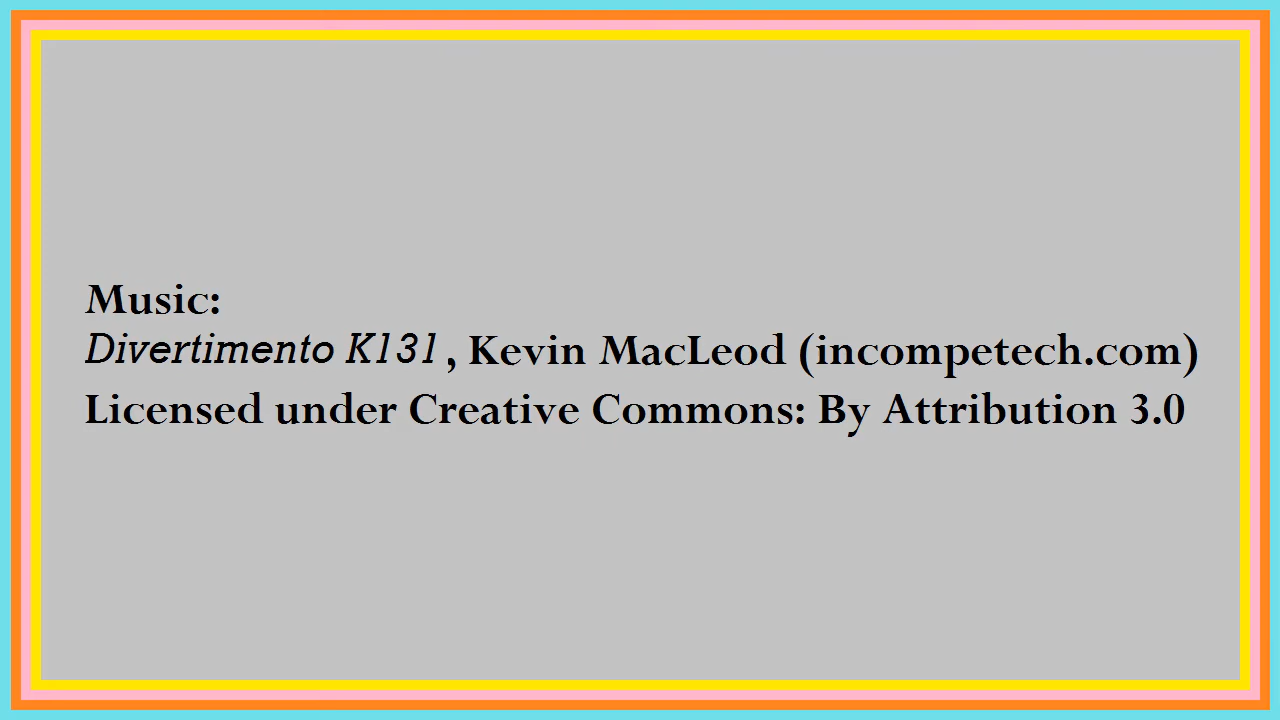 Music:
Divertimento K131, Kevin MacLeod (incompetech.com)
Licensed under Creative Commons: By Attribution 3.0